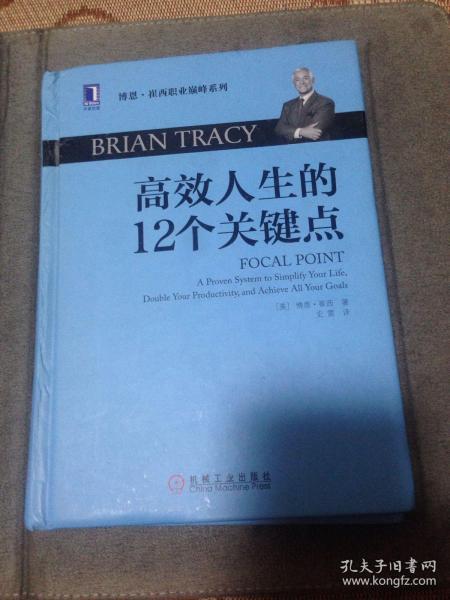 博恩·崔西职业巅峰系列
BRIAN TRACY
高效人生的
12个关键点
FOCAL POINT
A Proven System to Simplify Your Life,
Double Your Productivity, and Achieve All Your Goals
[美] 博恩·崔西 著
史雷 译
机械工业出版社
China Machine Press
孔夫子旧书网
www.kongfz.com